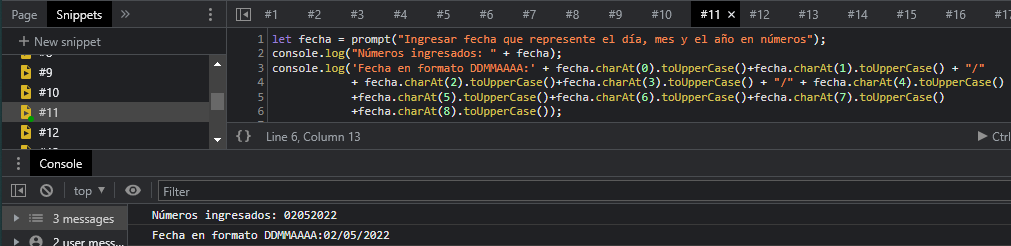 Page Snippets » ⋮ #1 #2 #3 #4 #5 #6 #7 #8 #9 #10 #11 × #12 #13 #14 #15 #16
+ New snippet
#9
#10
#11
#12
1 let fecha = prompt("Ingresar fecha que represente el día, mes y el año en números");
2 console.log("Números ingresados: " + fecha);
3 console.log('Fecha en formato DDMMAAAA:' + fecha.charAt(0).toUpperCase()+fecha.charAt(1).toUpperCase() + "/"
4 + fecha.charAt(2).toUpperCase()+fecha.charAt(3).toUpperCase() + "/" + fecha.charAt(4).toUpperCase()
5 +fecha.charAt(5).toUpperCase()+fecha.charAt(6).toUpperCase()+fecha.charAt(7).toUpperCase()
6 +fecha.charAt(8).toUpperCase());
{} Line 6, Column 13 ▶ Ctrl
⋮ Console
top ▼ Filter
3 messages
2 user mess...
Números ingresados: 02052022
Fecha en formato DDMMAAAA:02/05/2022